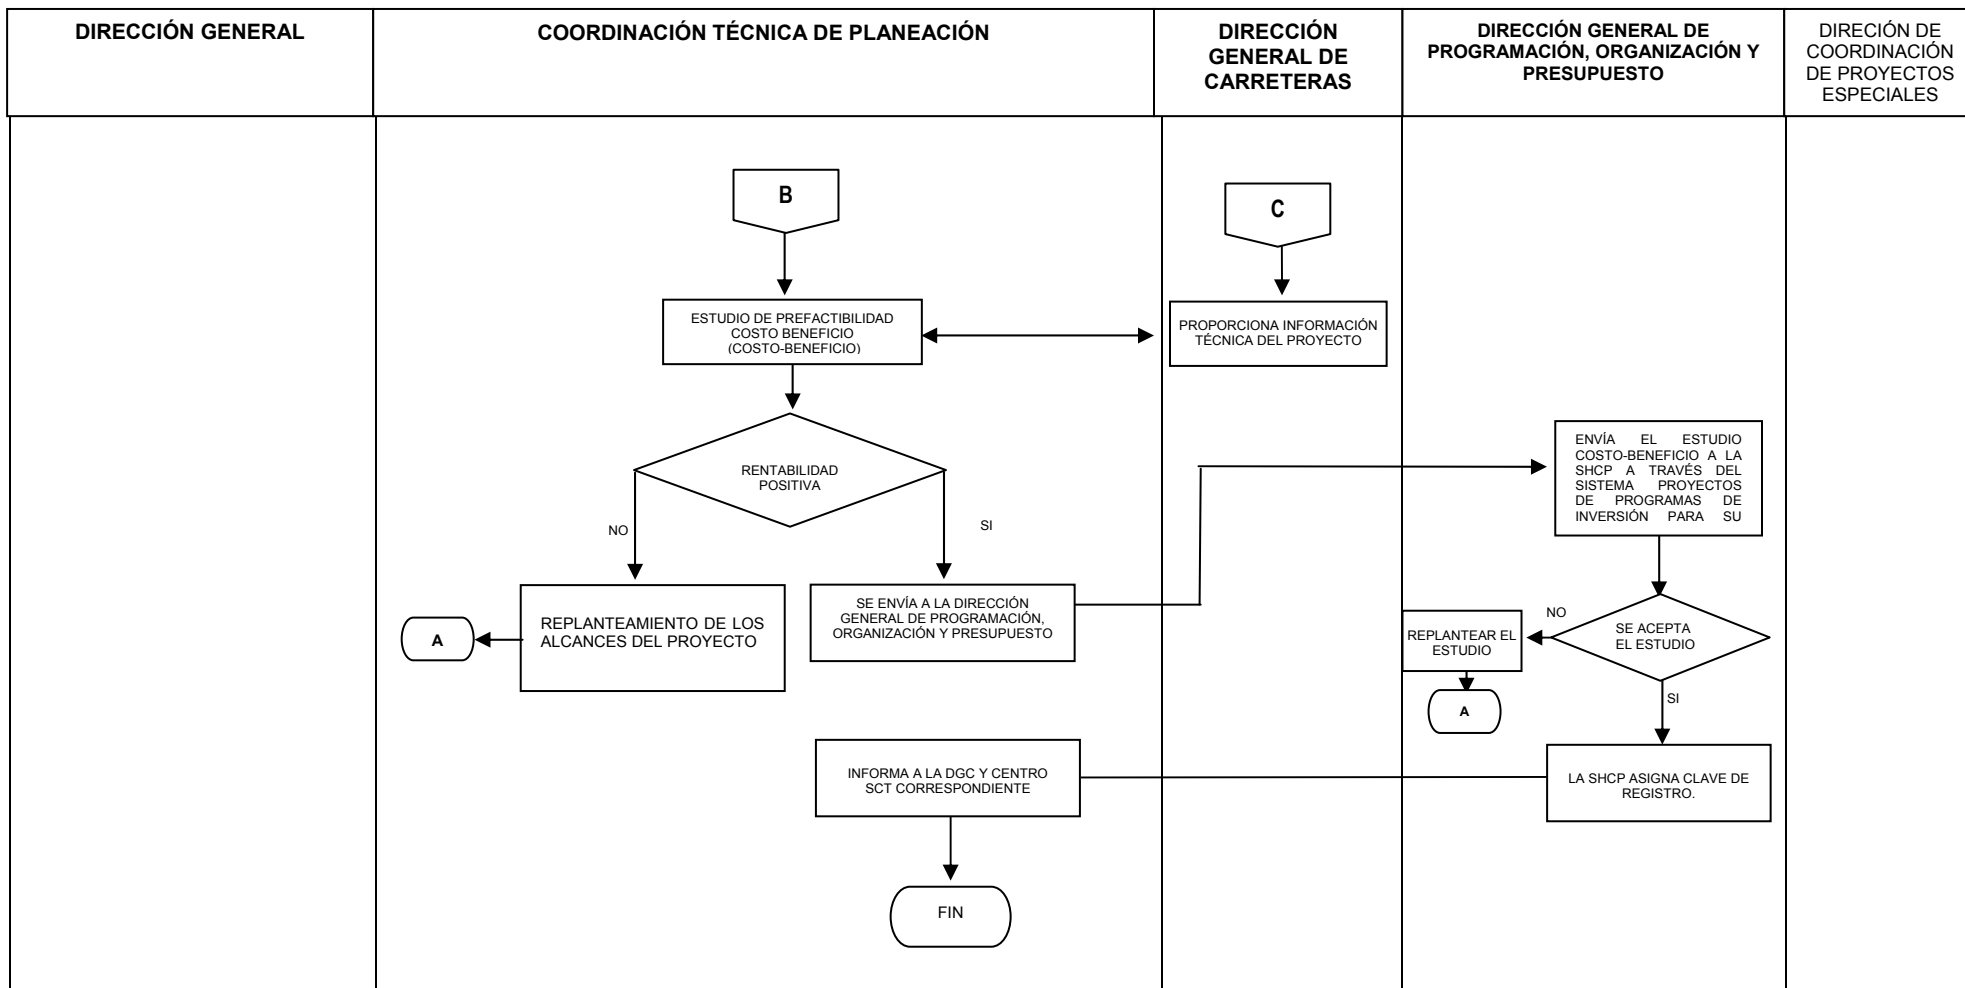 DIRECCIÓN GENERAL
COORDINACIÓN TÉCNICA DE PLANEACIÓN
DIRECCIÓN
GENERAL DE
CARRETERAS
DIRECCIÓN GENERAL DE
PROGRAMACIÓN, ORGANIZACIÓN Y
PRESUPUESTO
DIRECIÓN DE
COORDINACIÓN
DE PROYECTOS
ESPECIALES
B
C
ESTUDIO DE PREFACTIBILIDAD
COSTO BENEFICIO
(COSTO-BENEFICIO)
PROPORCIONA INFORMACIÓN
TÉCNICA DEL PROYECTO
RENTABILIDAD
POSITIVA
NO
SI
ENVÍA EL ESTUDIO
COSTO-BENEFICIO A LA
SHCP A TRAVÉS DEL
SISTEMA PROYECTOS
DE PROGRAMAS DE
INVERSIÓN PARA SU
A
REPLANTEAMIENTO DE LOS
ALCANCES DEL PROYECTO
SE ENVÍA A LA DIRECCIÓN
GENERAL DE PROGRAMACIÓN,
ORGANIZACIÓN Y PRESUPUESTO
REPLANTEAR EL
ESTUDIO
NO
SE ACEPTA
EL ESTUDIO
A
SI
INFORMA A LA DGC Y CENTRO
SCT CORRESPONDIENTE
LA SHCP ASIGNA CLAVE DE
REGISTRO.
FIN